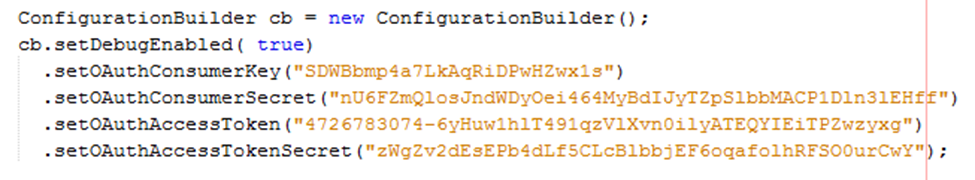 ConfigurationBuilder cb = new ConfigurationBuilder();
cb.setDebugEnabled( true)
.setOAuthConsumerKey("SDWBbmp4a7LkAqRiDPwHZwx1s")
.setOAuthConsumerSecret("nU6FZmQlosJndWDyOei464MyBdIJyTZpSlbbMACP1Dln3lEHff")
.setOAuthAccessToken("4726783074-6yHuw1hlT491qzVlXvn0ilyATEQYIEiTPZwzyxg")
.setOAuthAccessTokenSecret("zWgZv2dEsEPb4dLf5CLcBlbbjEF6oqafolhRFSO0urCwY");